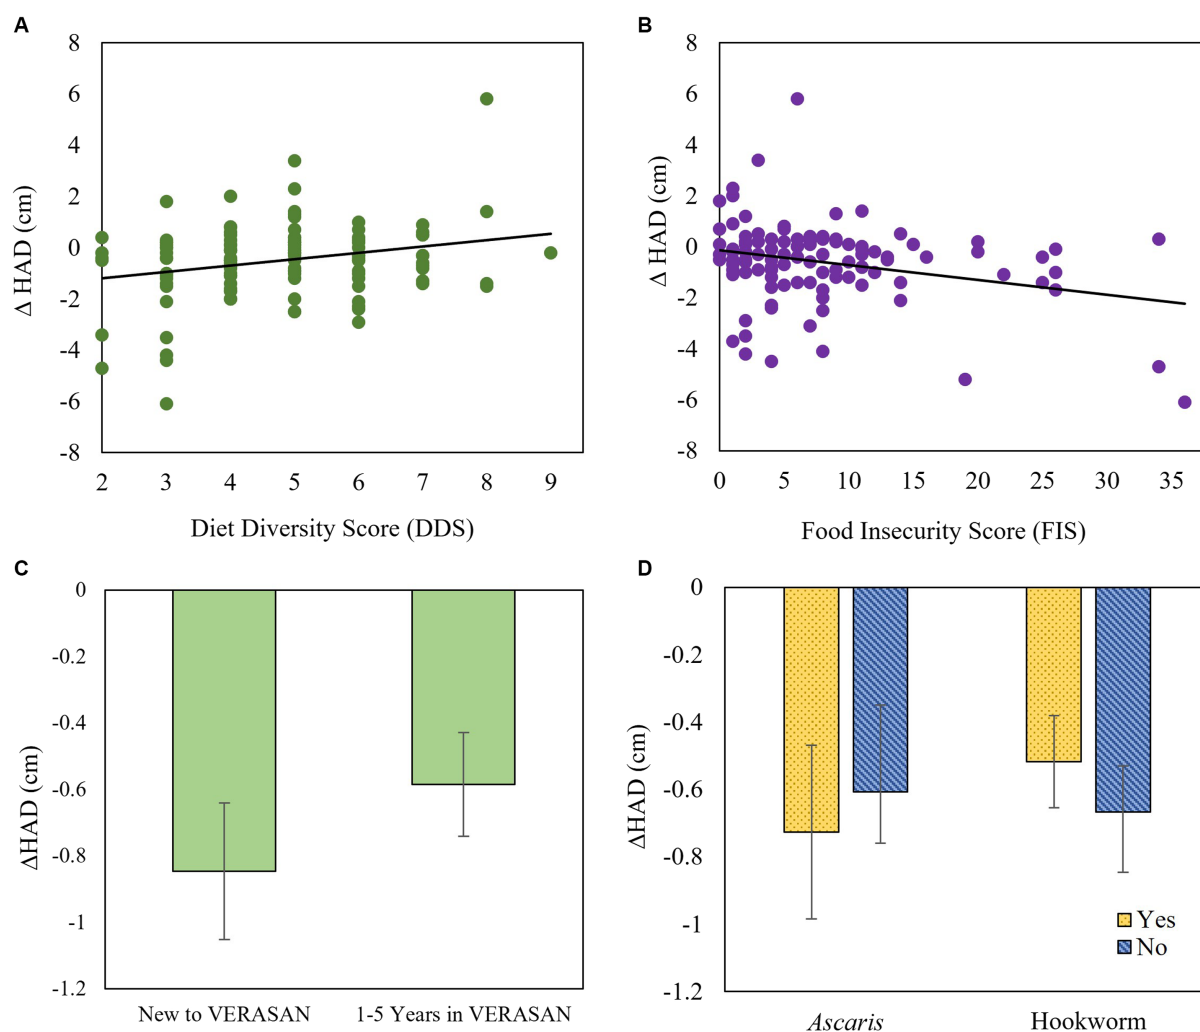 A
8
6
4
2
0
-2
-4
-6
-8
Δ HAD (cm)
2 3 4 5 6 7 8 9
Diet Diversity Score (DDS)
B
8
6
4
2
0
-2
-4
-6
-8
Δ HAD (cm)
0 5 10 15 20 25 30 35
Food Insecurity Score (FIS)
C
0
-0.2
-0.4
-0.6
-0.8
-1
-1.2
ΔHAD (cm)
New to VERASAN 1-5 Years in VERASAN
D
0
-0.2
-0.4
-0.6
-0.8
-1
-1.2
ΔHAD (cm)
Yes
No
Ascaris Hookworm